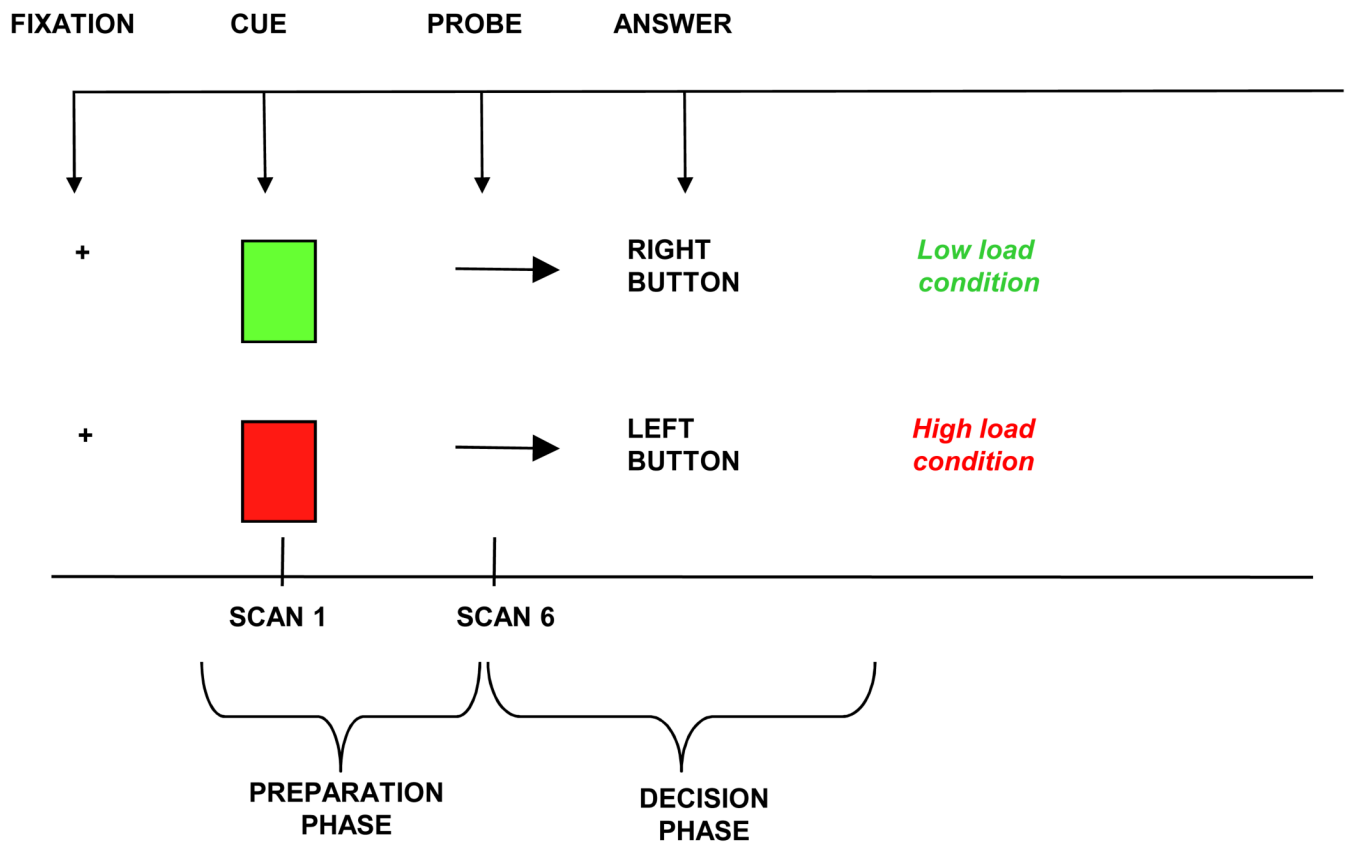 FIXATION CUE PROBE ANSWER
+ RIGHT BUTTON Low load condition
+ LEFT BUTTON High load condition
SCAN 1 SCAN 6
PREPARATION PHASE
DECISION PHASE